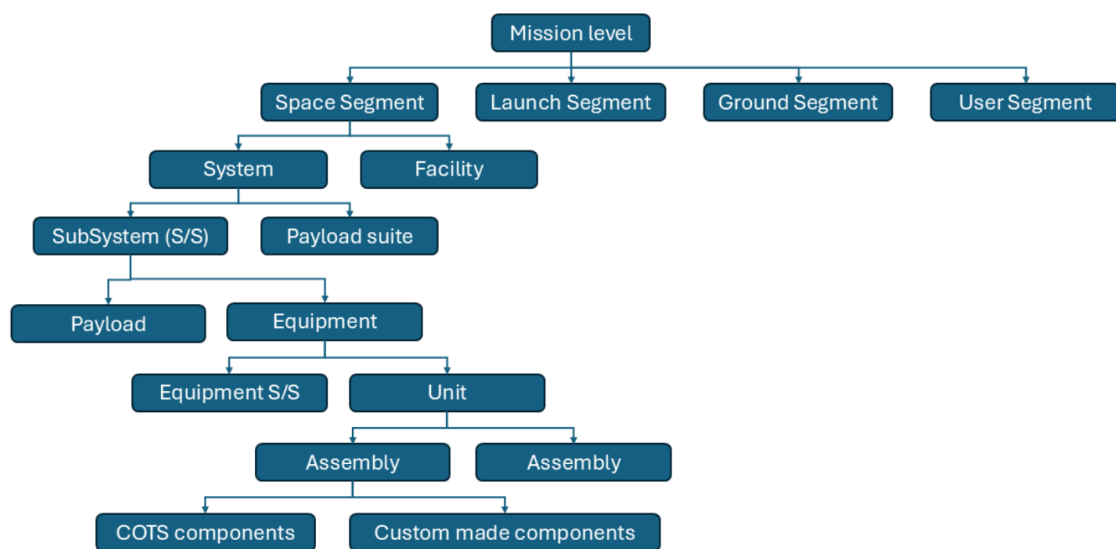 Mission level
Space Segment
Launch Segment
Ground Segment
User Segment
System
Facility
SubSystem (S/S)
Payload suite
Payload
Equipment
Equipment S/S
Unit
Assembly
Assembly
COTS components
Custom made components